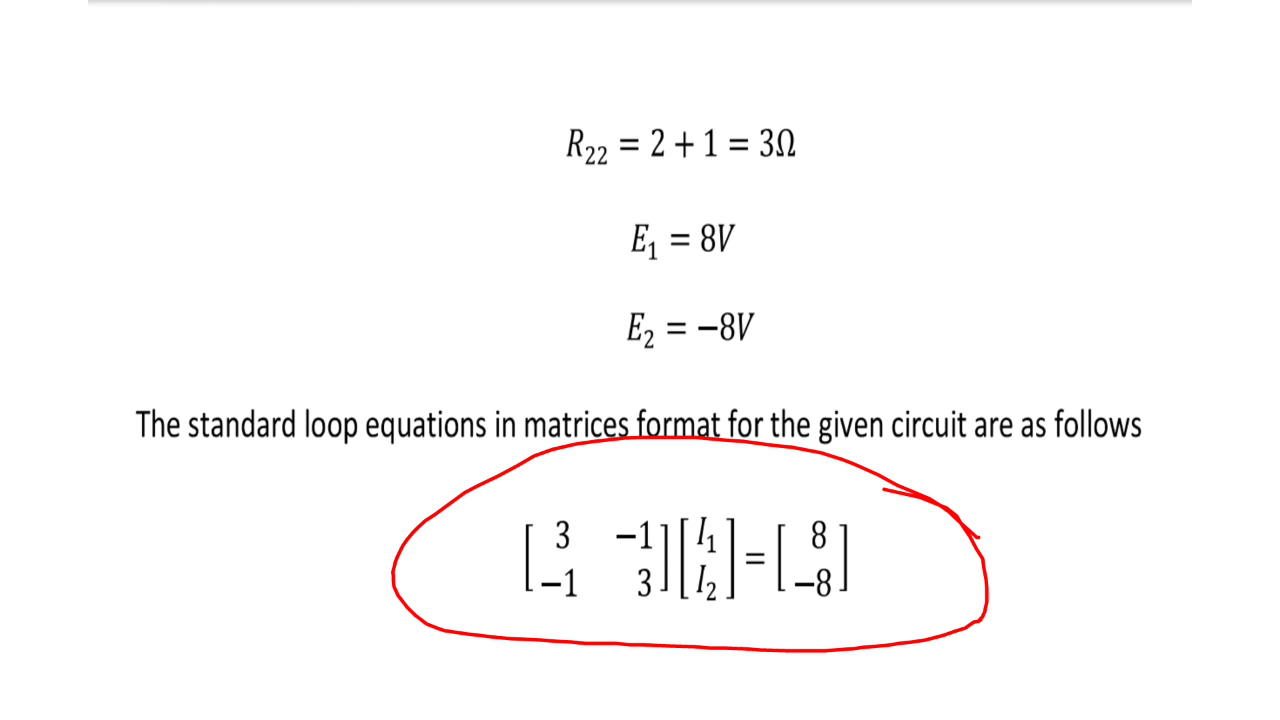 R₂₂ = 2 + 1 = 3Ω
E₁ = 8V
E₂ = −8V
The standard loop equations in matrices format for the given circuit are as follows
[ 3 −1 ] [ I₁ ] = [ 8 ]
[ −1 3 ] [ I₂ ] [ −8 ]